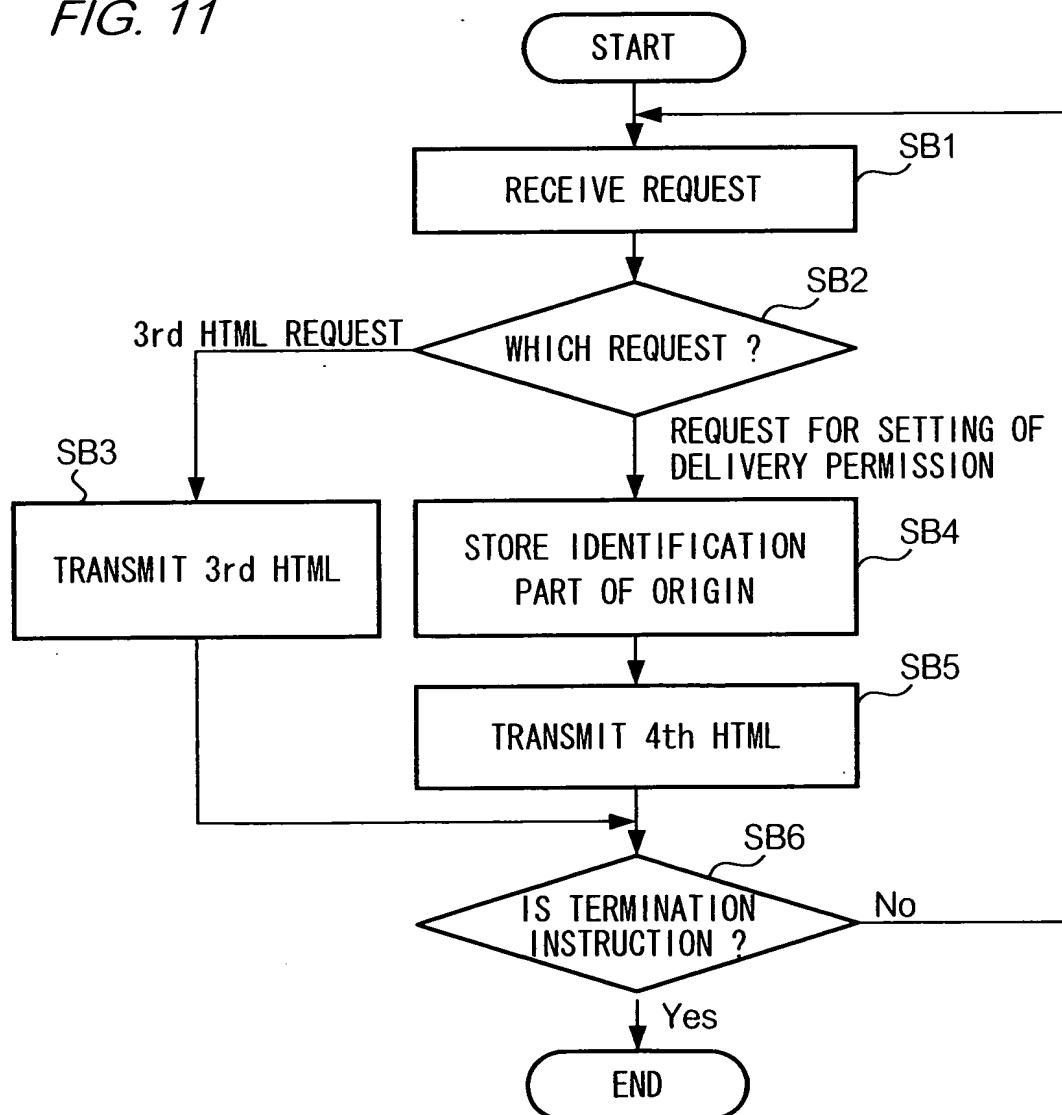 FIG. 11
START
SB1
RECEIVE REQUEST
SB2
3rd HTML REQUEST
WHICH REQUEST ?
REQUEST FOR SETTING OF
DELIVERY PERMISSION
SB3
TRANSMIT 3rd HTML
SB4
STORE IDENTIFICATION
PART OF ORIGIN
SB5
TRANSMIT 4th HTML
SB6
IS TERMINATION
INSTRUCTION ?
No
Yes
END